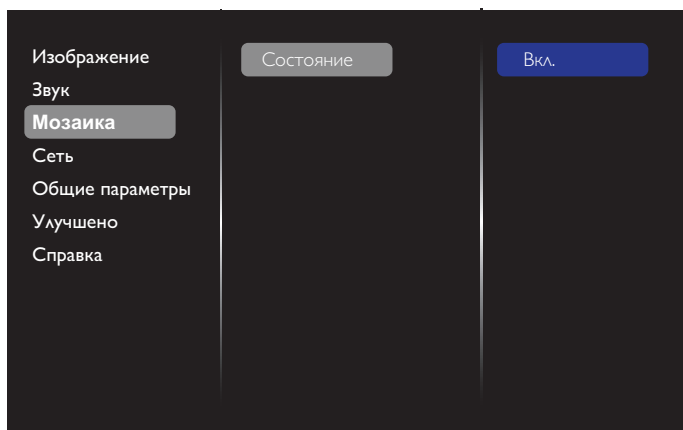 Изображение
Звук
Мозаика
Сеть
Общие параметры
Улучшено
Справка
Состояние
Вкл.